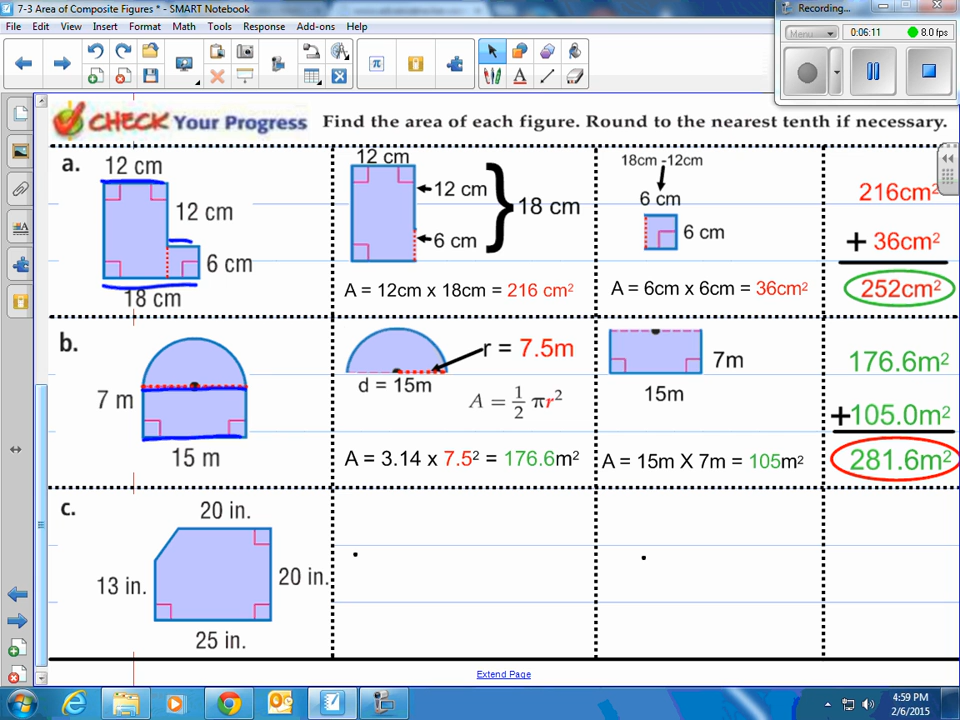 7-3 Area of Composite Figures * - SMART Notebook
Recording...
File Edit View Insert Format Math Tools Response Add-ons Help
Menu
0:06:11
8.0 fps
CHECK Your Progress Find the area of each figure. Round to the nearest tenth if necessary.
a.
12 cm
12 cm
6 cm
18 cm
12 cm
12 cm
6 cm
18 cm
A = 12cm x 18cm = 216 cm²
18cm -12cm
6 cm
6 cm
A = 6cm x 6cm = 36cm²
216cm²
+ 36cm²
252cm²
b.
7 m
15 m
r = 7.5m
d = 15m
A = 1/2 πr²
A = 3.14 x 7.5² = 176.6m²
7m
15m
A = 15m X 7m = 105m²
176.6m²
+105.0m²
281.6m²
c.
20 in.
13 in.
20 in.
25 in.
Extend Page
4:59 PM
2/6/2015